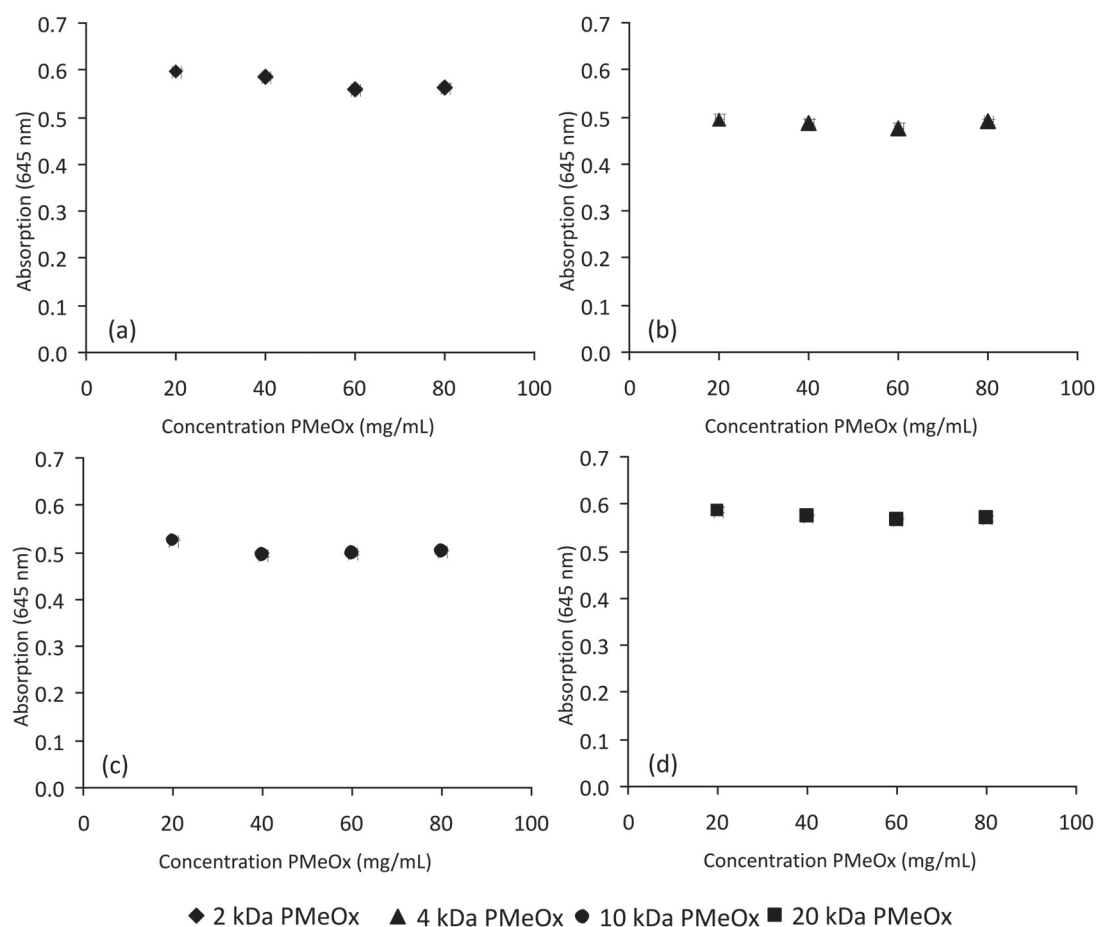 0.7
0.6
0.5
0.4
0.3
0.2
0.1
0.0
Absorption (645 nm)
(a)
0 20 40 60 80 100
Concentration PMeOx (mg/mL)
0.7
0.6
0.5
0.4
0.3
0.2
0.1
0.0
Absorption (645 nm)
(b)
0 20 40 60 80 100
Concentration PMeOx (mg/mL)
0.7
0.6
0.5
0.4
0.3
0.2
0.1
0.0
Absorption (645 nm)
(c)
0 20 40 60 80 100
Concentration PMeOx (mg/mL)
0.7
0.6
0.5
0.4
0.3
0.2
0.1
0.0
Absorption (645 nm)
(d)
0 20 40 60 80 100
Concentration PMeOx (mg/mL)
2 kDa PMeOx 4 kDa PMeOx 10 kDa PMeOx 20 kDa PMeOx